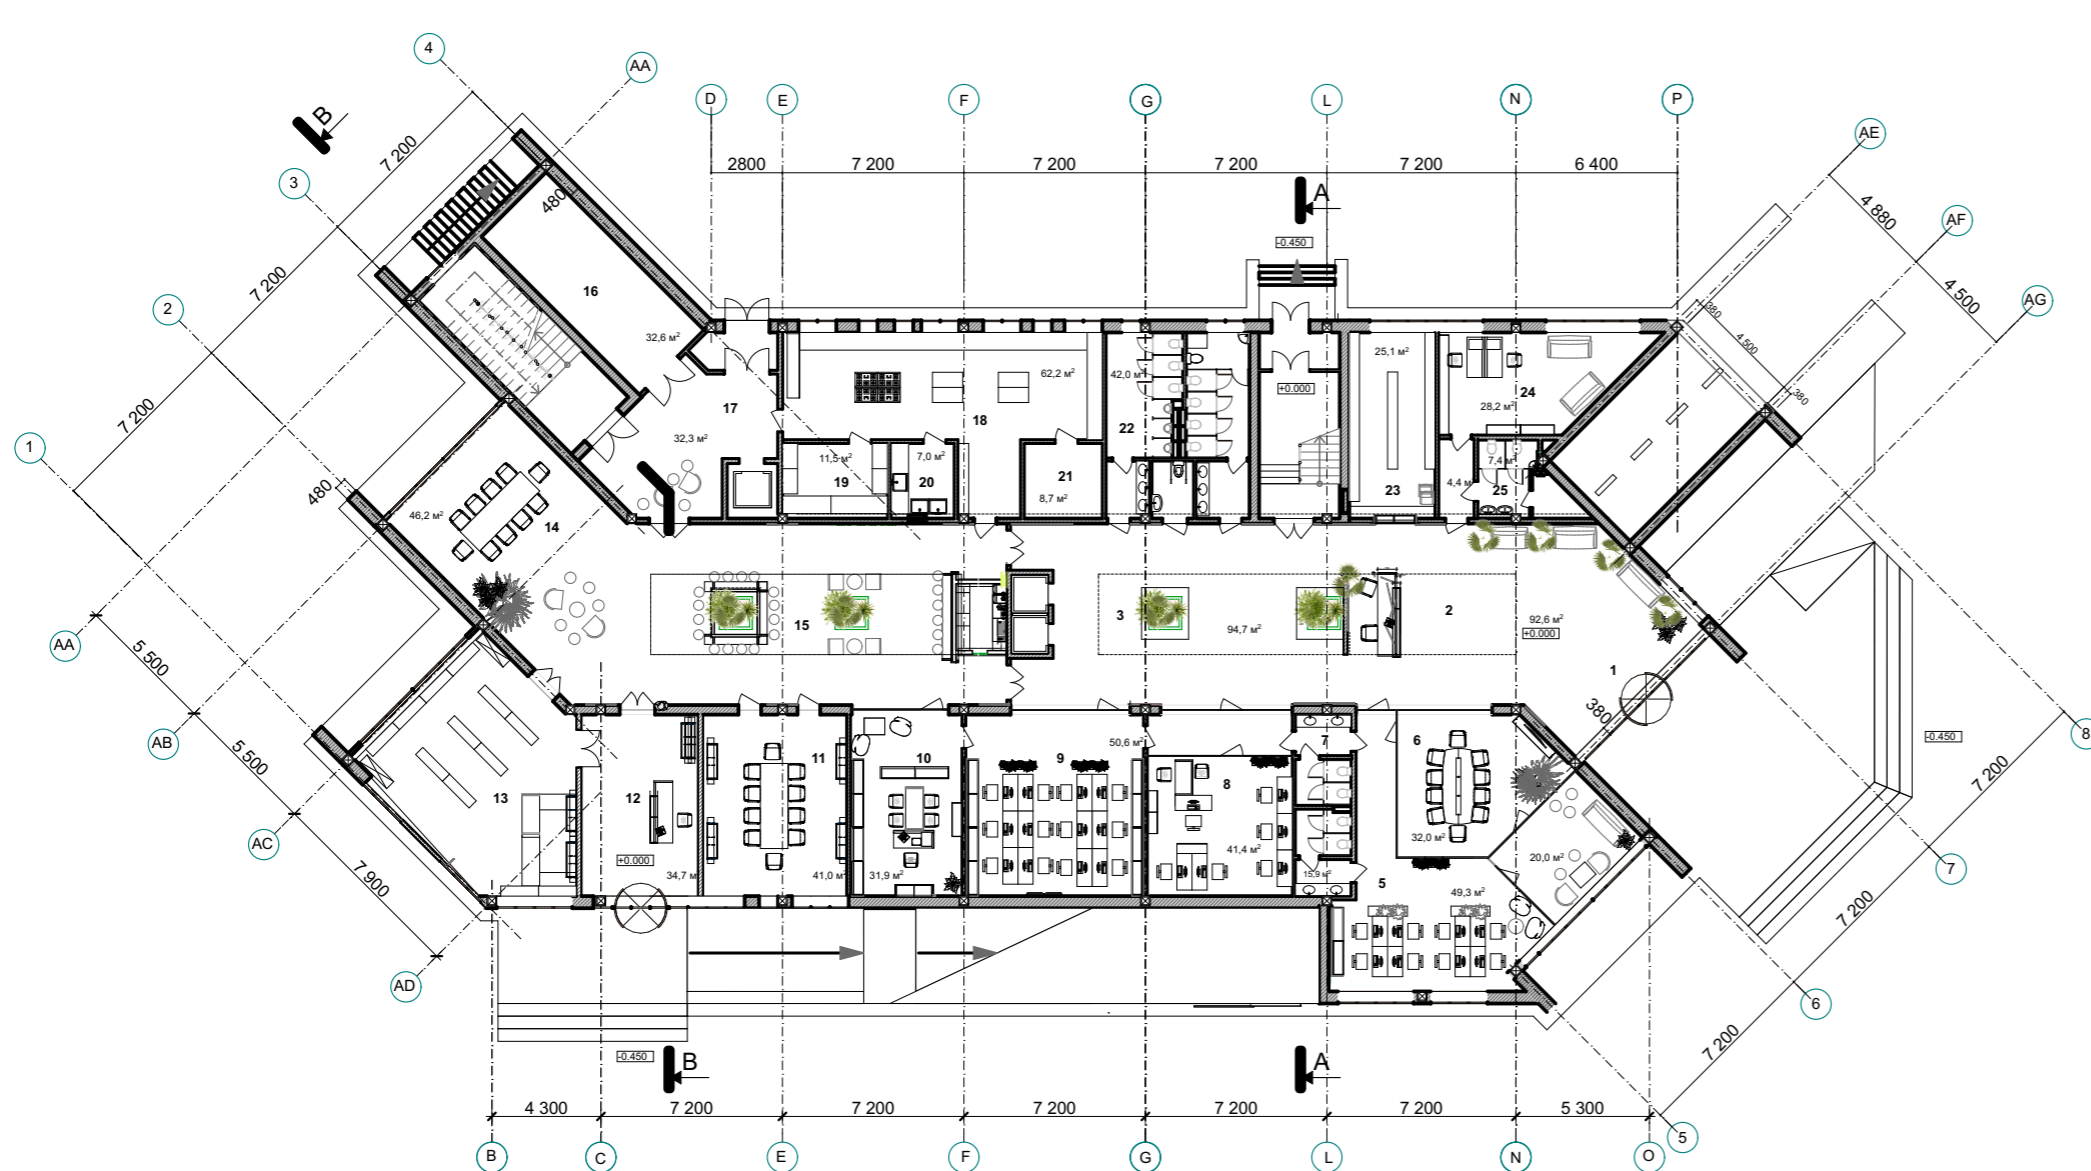 4
AA
B
7 200
3
480
D
E
F
G
L
N
P
2800
7 200
7 200
7 200
7 200
6 400
A
-0.450
AE
4 880
AF
4 500
AG
7 200
2
16
32,6 м²
380
4 500
380
7 200
1
17
32,3 м²
62,2 м²
18
42,0 м²
22
+0.000
25,1 м²
24
28,2 м²
480
46,2 м²
14
11,5 м²
19
7,0 м²
20
21
8,7 м²
23
4,4 м²
7,4 м²
25
AA
5 500
15
3
94,7 м²
2
92,6 м²
+0.000
1
380
AB
5 500
8
-0.450
7 200
13
12
+0.000
34,7 м²
11
41,0 м²
10
31,9 м²
9
50,6 м²
8
41,4 м²
7
15,9 м²
6
32,0 м²
20,0 м²
5
49,3 м²
AC
7 900
7
7 200
AD
6
7 200
-0.450
B
A
4 300
7 200
7 200
7 200
7 200
7 200
5 300
5
B
C
E
F
G
L
N
O